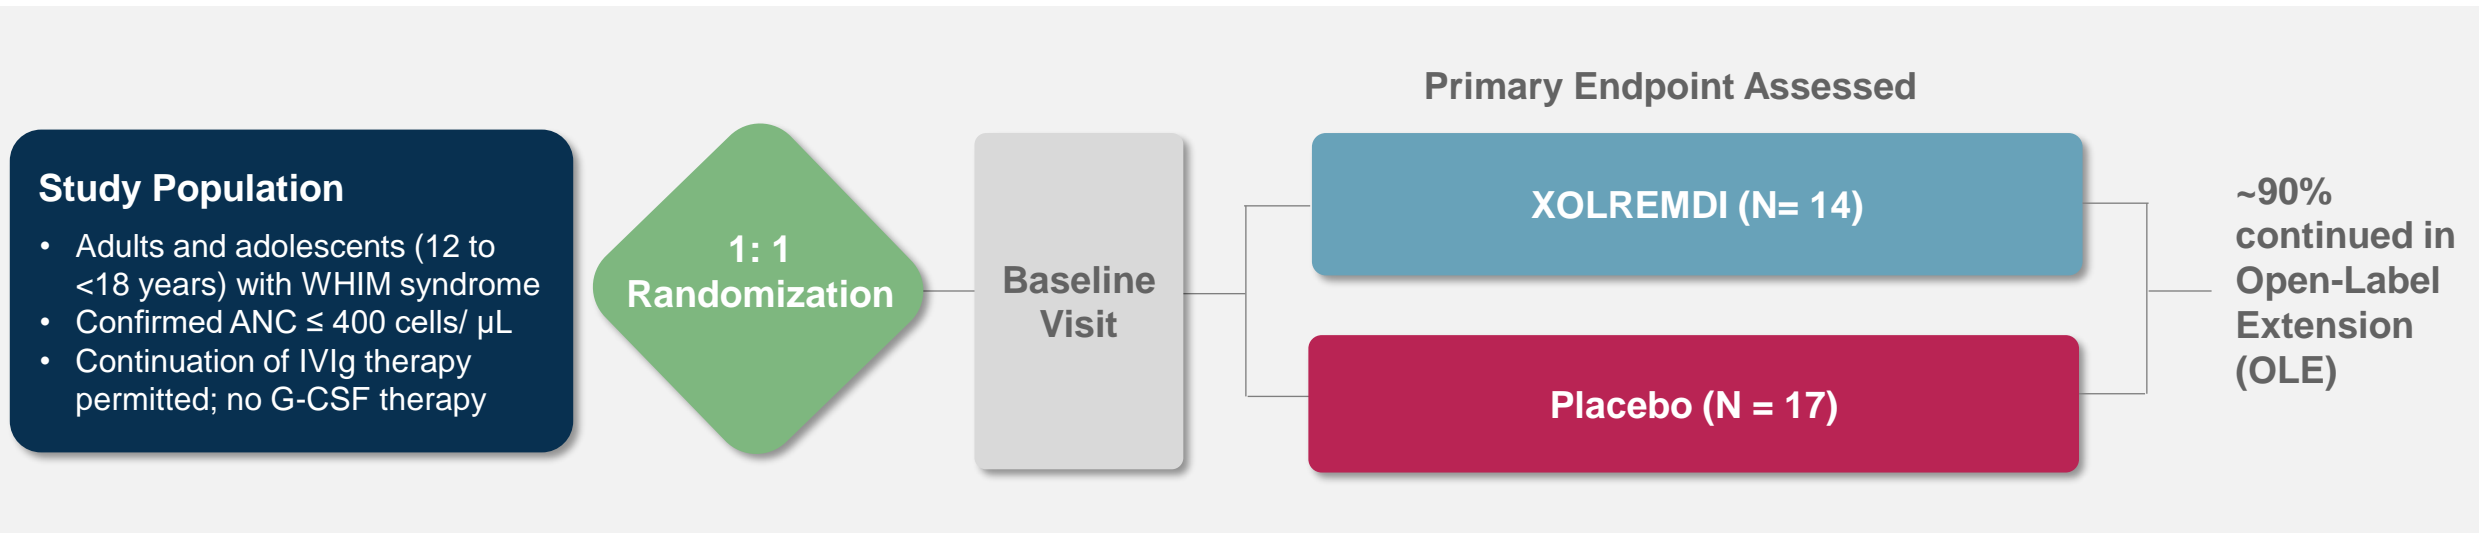 Study Population
• Adults and adolescents (12 to
<18 years) with WHIM syndrome
• Confirmed ANC ≤ 400 cells/ µL
• Continuation of IVIg therapy
permitted; no G-CSF therapy
1: 1
Randomization
Baseline
Visit
Primary Endpoint Assessed
XOLREMDI (N= 14)
Placebo (N = 17)
~90%
continued in
Open-Label
Extension
(OLE)